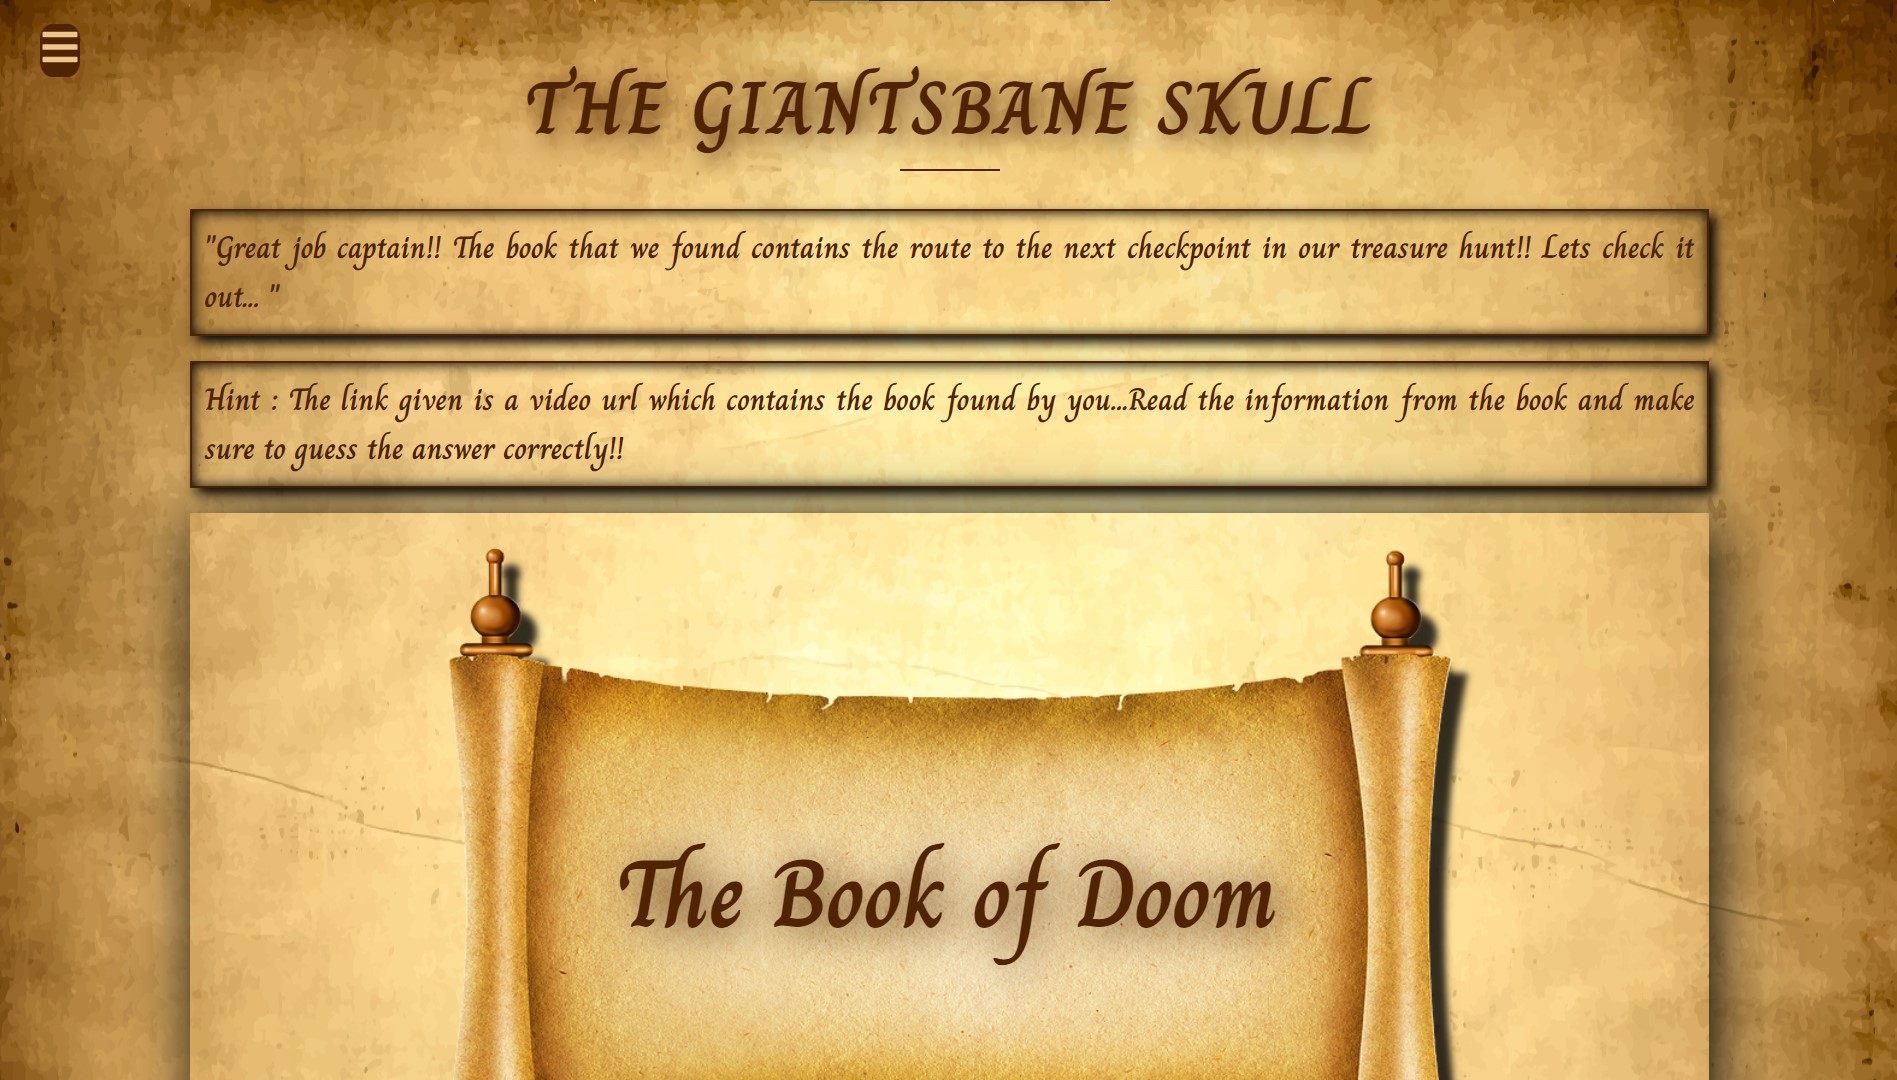 THE GIANTSBANE SKULL
"Great job captain!! The book that we found contains the route to the next checkpoint in our treasure hunt!! Lets check it
out... "
Hint : The link given is a video url which contains the book found by you...Read the information from the book and make
sure to guess the answer correctly!!
The Book of Doom